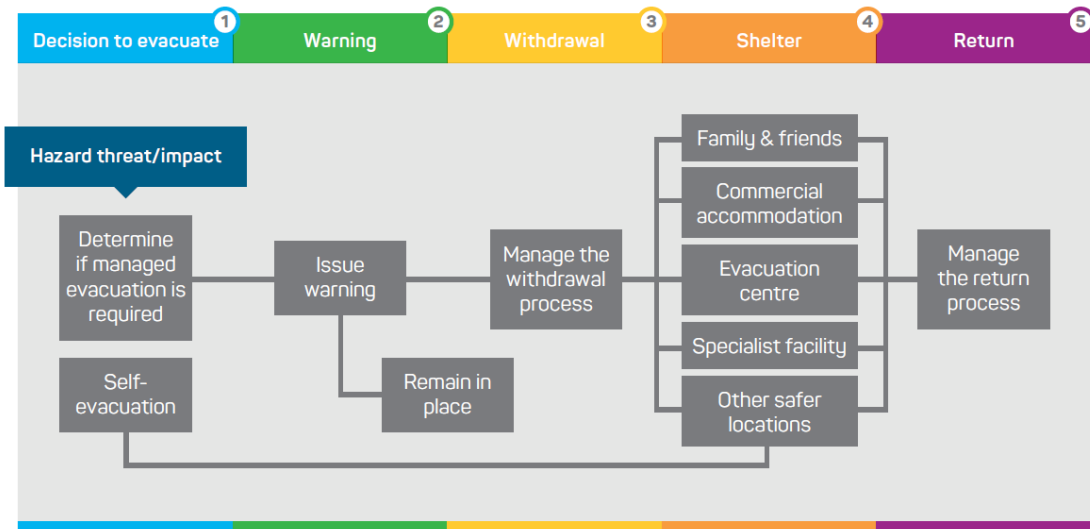 1
2
3
4
5
Decision to evacuate
Warning
Withdrawal
Shelter
Return
Hazard threat/impact
Determine
if managed
evacuation is
required
Self-
evacuation
Issue
warning
Remain in
place
Manage the
withdrawal
process
Family & friends
Commercial
accommodation
Evacuation
centre
Specialist facility
Other safer
locations
Manage
the return
process